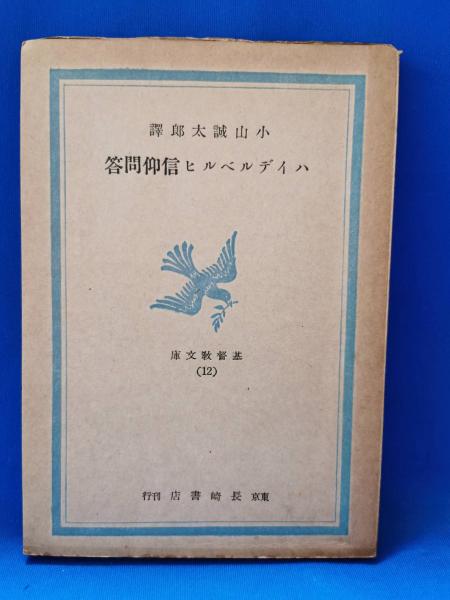 小山誠太郎譯
ハイデルベルヒ信仰問答
基督敎文庫
(12)
東京 長崎書店 刊行